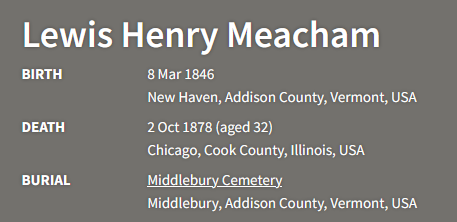 Lewis Henry Meacham
BIRTH 8 Mar 1846
New Haven, Addison County, Vermont, USA
DEATH 2 Oct 1878 (aged 32)
Chicago, Cook County, Illinois, USA
BURIAL Middlebury Cemetery
Middlebury, Addison County, Vermont, USA